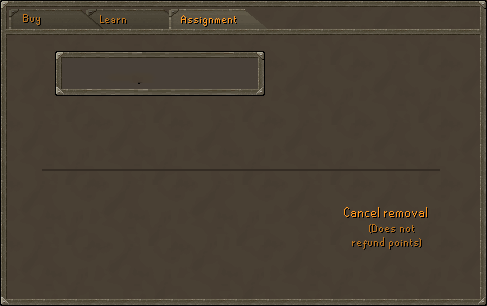 Buy
Learn
Assignment
Cancel removal
(Does not
refund points)